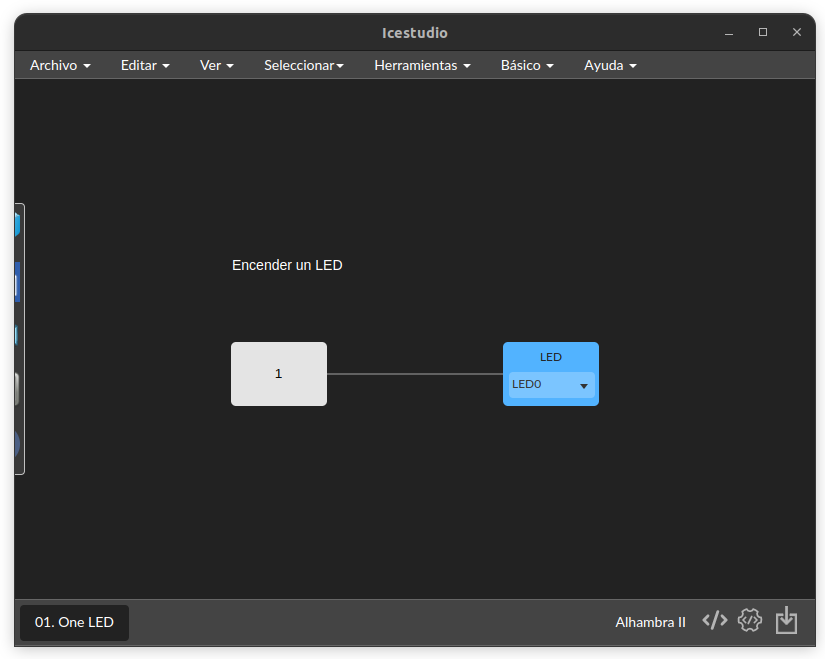 Icestudio
Archivo Editar Ver Seleccionar Herramientas Básico Ayuda
Encender un LED
1
LED
LED0
01. One LED
Alhambra II